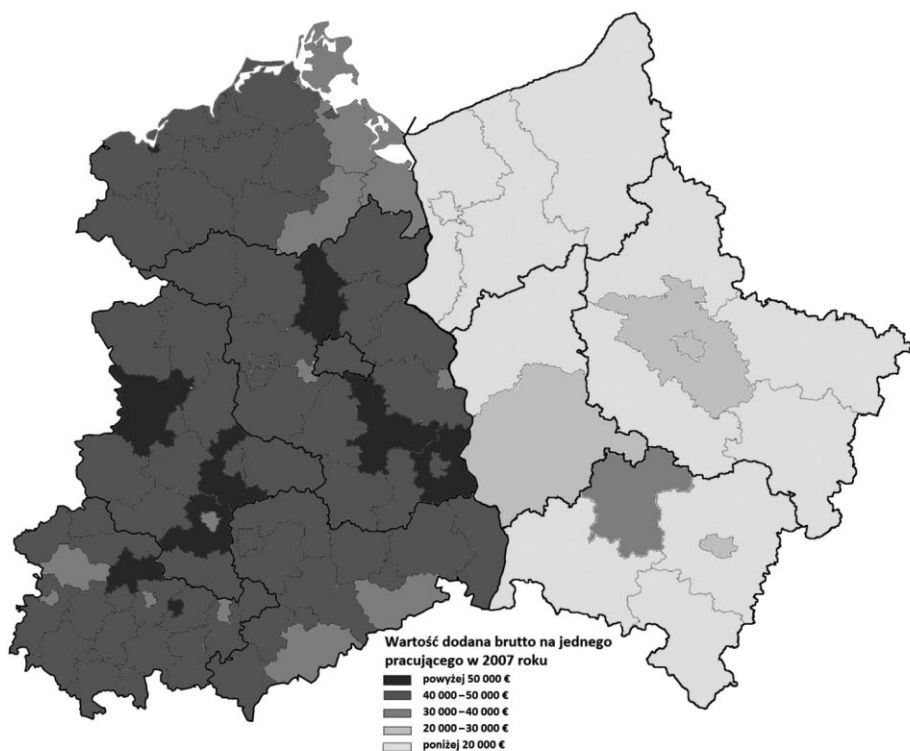 Wartość dodana brutto na jednego
pracującego w 2007 roku
powyżej 50 000 €
40 000–50 000 €
30 000–40 000 €
20 000–30 000 €
poniżej 20 000 €